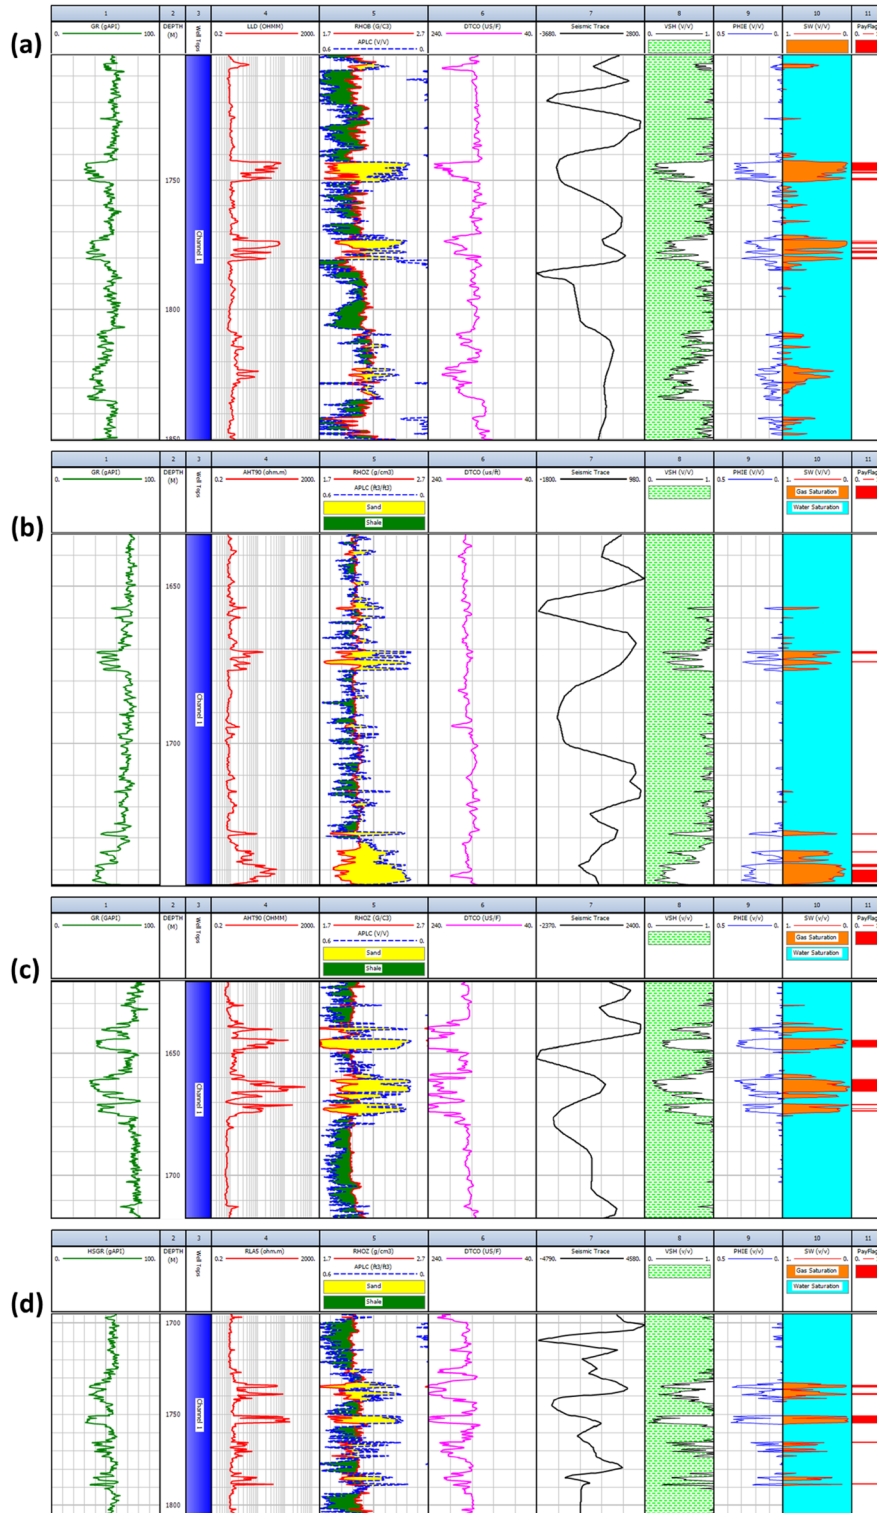 (a)
1 2 3 4 5 6 7 8 9 10 11
GR (gAPI) DEPTH (M) Well Tops LLD (OHMM) RHOB (G/C3) DTCO (US/F) Seismic Trace VSH (V/V) PHIE (V/V) SW (V/V) PayFlag
0. 100. 0.2 2000. 1.7 2.7 240. 40. -3680. 2800. 0. 1. 0.5 0. 1. 0.
APLC (V/V)
0.6 0.
Sand
1750
Channel 1
1800
1850
(b)
1 2 3 4 5 6 7 8 9 10 11
GR (gAPI) DEPTH (M) Well Tops AHT90 (ohm.m) RHOZ (g/cm3) DTCO (us/ft) Seismic Trace VSH (V/V) PHIE (V/V) SW (V/V) PayFlag
0. 100. 0.2 2000. 1.7 2.7 240. 40. -1800. 980. 0. 1. 0.5 0. 1. 0.
APLC (ft3/ft3) Gas Saturation
0.6 0. Water Saturation
Sand
Shale
1650
Channel 1
1700
(c)
1 2 3 4 5 6 7 8 9 10 11
GR (GAPI) DEPTH (M) Well Tops AHT90 (OHMM) RHOZ (G/C3) DTCO (US/F) Seismic Trace VSH (v/v) PHIE (v/v) SW (V/V) PayFlag
0. 100. 0.2 2000. 1.7 2.7 240. 40. -2370. 2400. 0. 1. 0.5 0. 1. 0.
APLC (V/V) Gas Saturation
0.6 0. Water Saturation
Sand
Shale
1650
Channel 1
1700
(d)
1 2 3 4 5 6 7 8 9 10 11
HSGR (gAPI) DEPTH (M) Well Tops RLA5 (ohm.m) RHOZ (g/cm3) DTCO (US/F) Seismic Trace VSH (v/v) PHIE (v/v) SW (V/V) PayFlag
0. 100. 0.2 2000. 1.7 2.7 240. 40. -4790. 4580. 0. 1. 0.5 0. 1. 0.
APLC (ft3/ft3) Gas Saturation
0.6 0. Water Saturation
Sand
Shale
1700
Channel 1
1750
1800